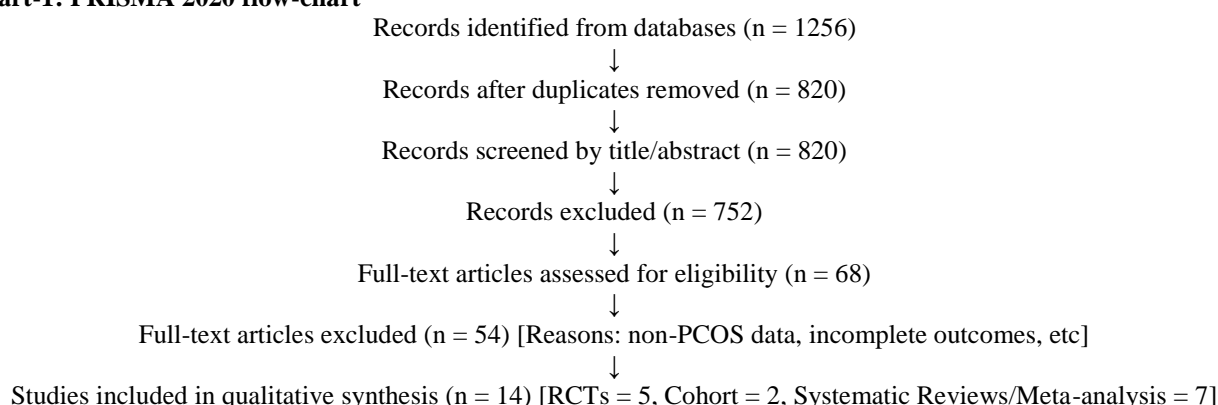 PRISMA 2020 flow-chart
Records identified from databases (n = 1256)
↓
Records after duplicates removed (n = 820)
↓
Records screened by title/abstract (n = 820)
↓
Records excluded (n = 752)
↓
Full-text articles assessed for eligibility (n = 68)
↓
Full-text articles excluded (n = 54) [Reasons: non-PCOS data, incomplete outcomes, etc]
↓
Studies included in qualitative synthesis (n = 14) [RCTs = 5, Cohort = 2, Systematic Reviews/Meta-analysis = 7]